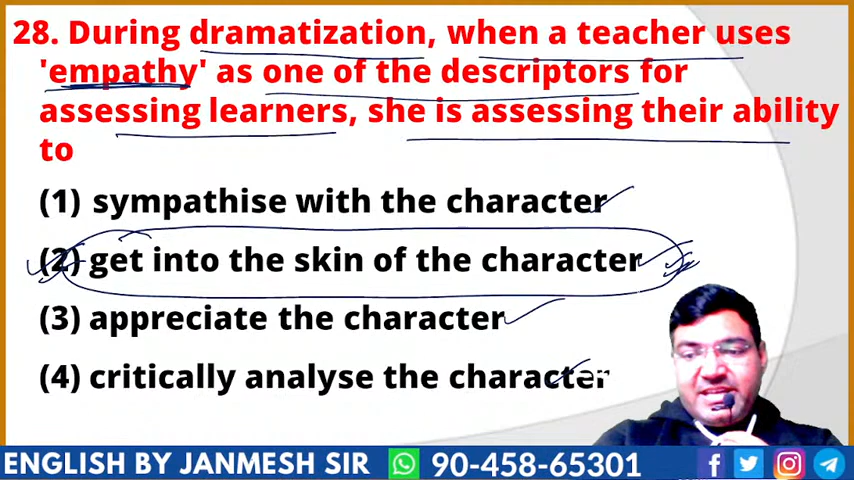 28. During dramatization, when a teacher uses
'empathy' as one of the descriptors for
assessing learners, she is assessing their ability
to
(1) sympathise with the character
(2) get into the skin of the character
(3) appreciate the character
(4) critically analyse the character
ENGLISH BY JANMESH SIR 90-458-65301